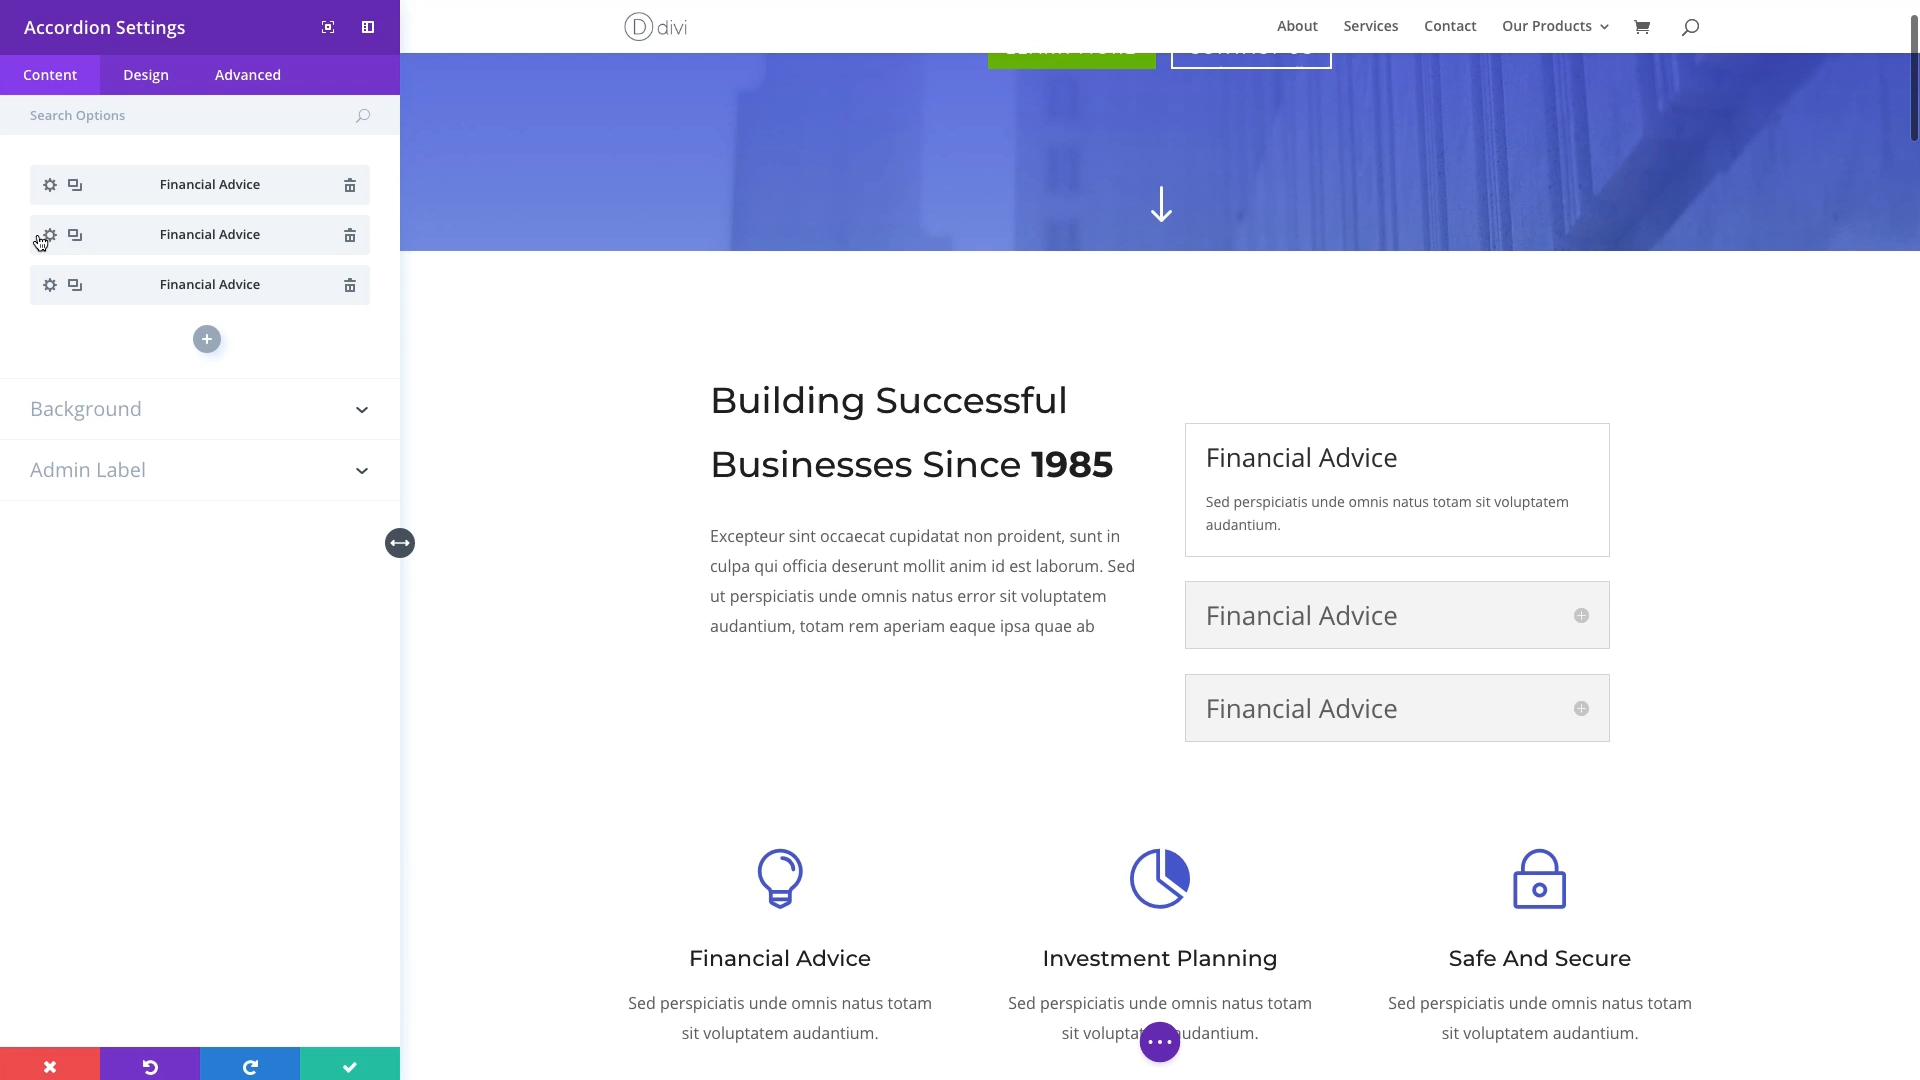 Accordion Settings
Content
Design
Advanced
Search Options
Financial Advice
Financial Advice
Financial Advice
Background
Admin Label
divi
About
Services
Contact
Our Products
Building Successful
Businesses Since 1985
Excepteur sint occaecat cupidatat non proident, sunt in
culpa qui officia deserunt mollit anim id est laborum. Sed
ut perspiciatis unde omnis natus error sit voluptatem
audantium, totam rem aperiam eaque ipsa quae ab
Financial Advice
Sed perspiciatis unde omnis natus totam sit voluptatem
audantium.
Financial Advice
Financial Advice
Financial Advice
Sed perspiciatis unde omnis natus totam
sit voluptatem audantium.
Investment Planning
Sed perspiciatis unde omnis natus totam
sit voluptat audantium.
Safe And Secure
Sed perspiciatis unde omnis natus totam
sit voluptatem audantium.